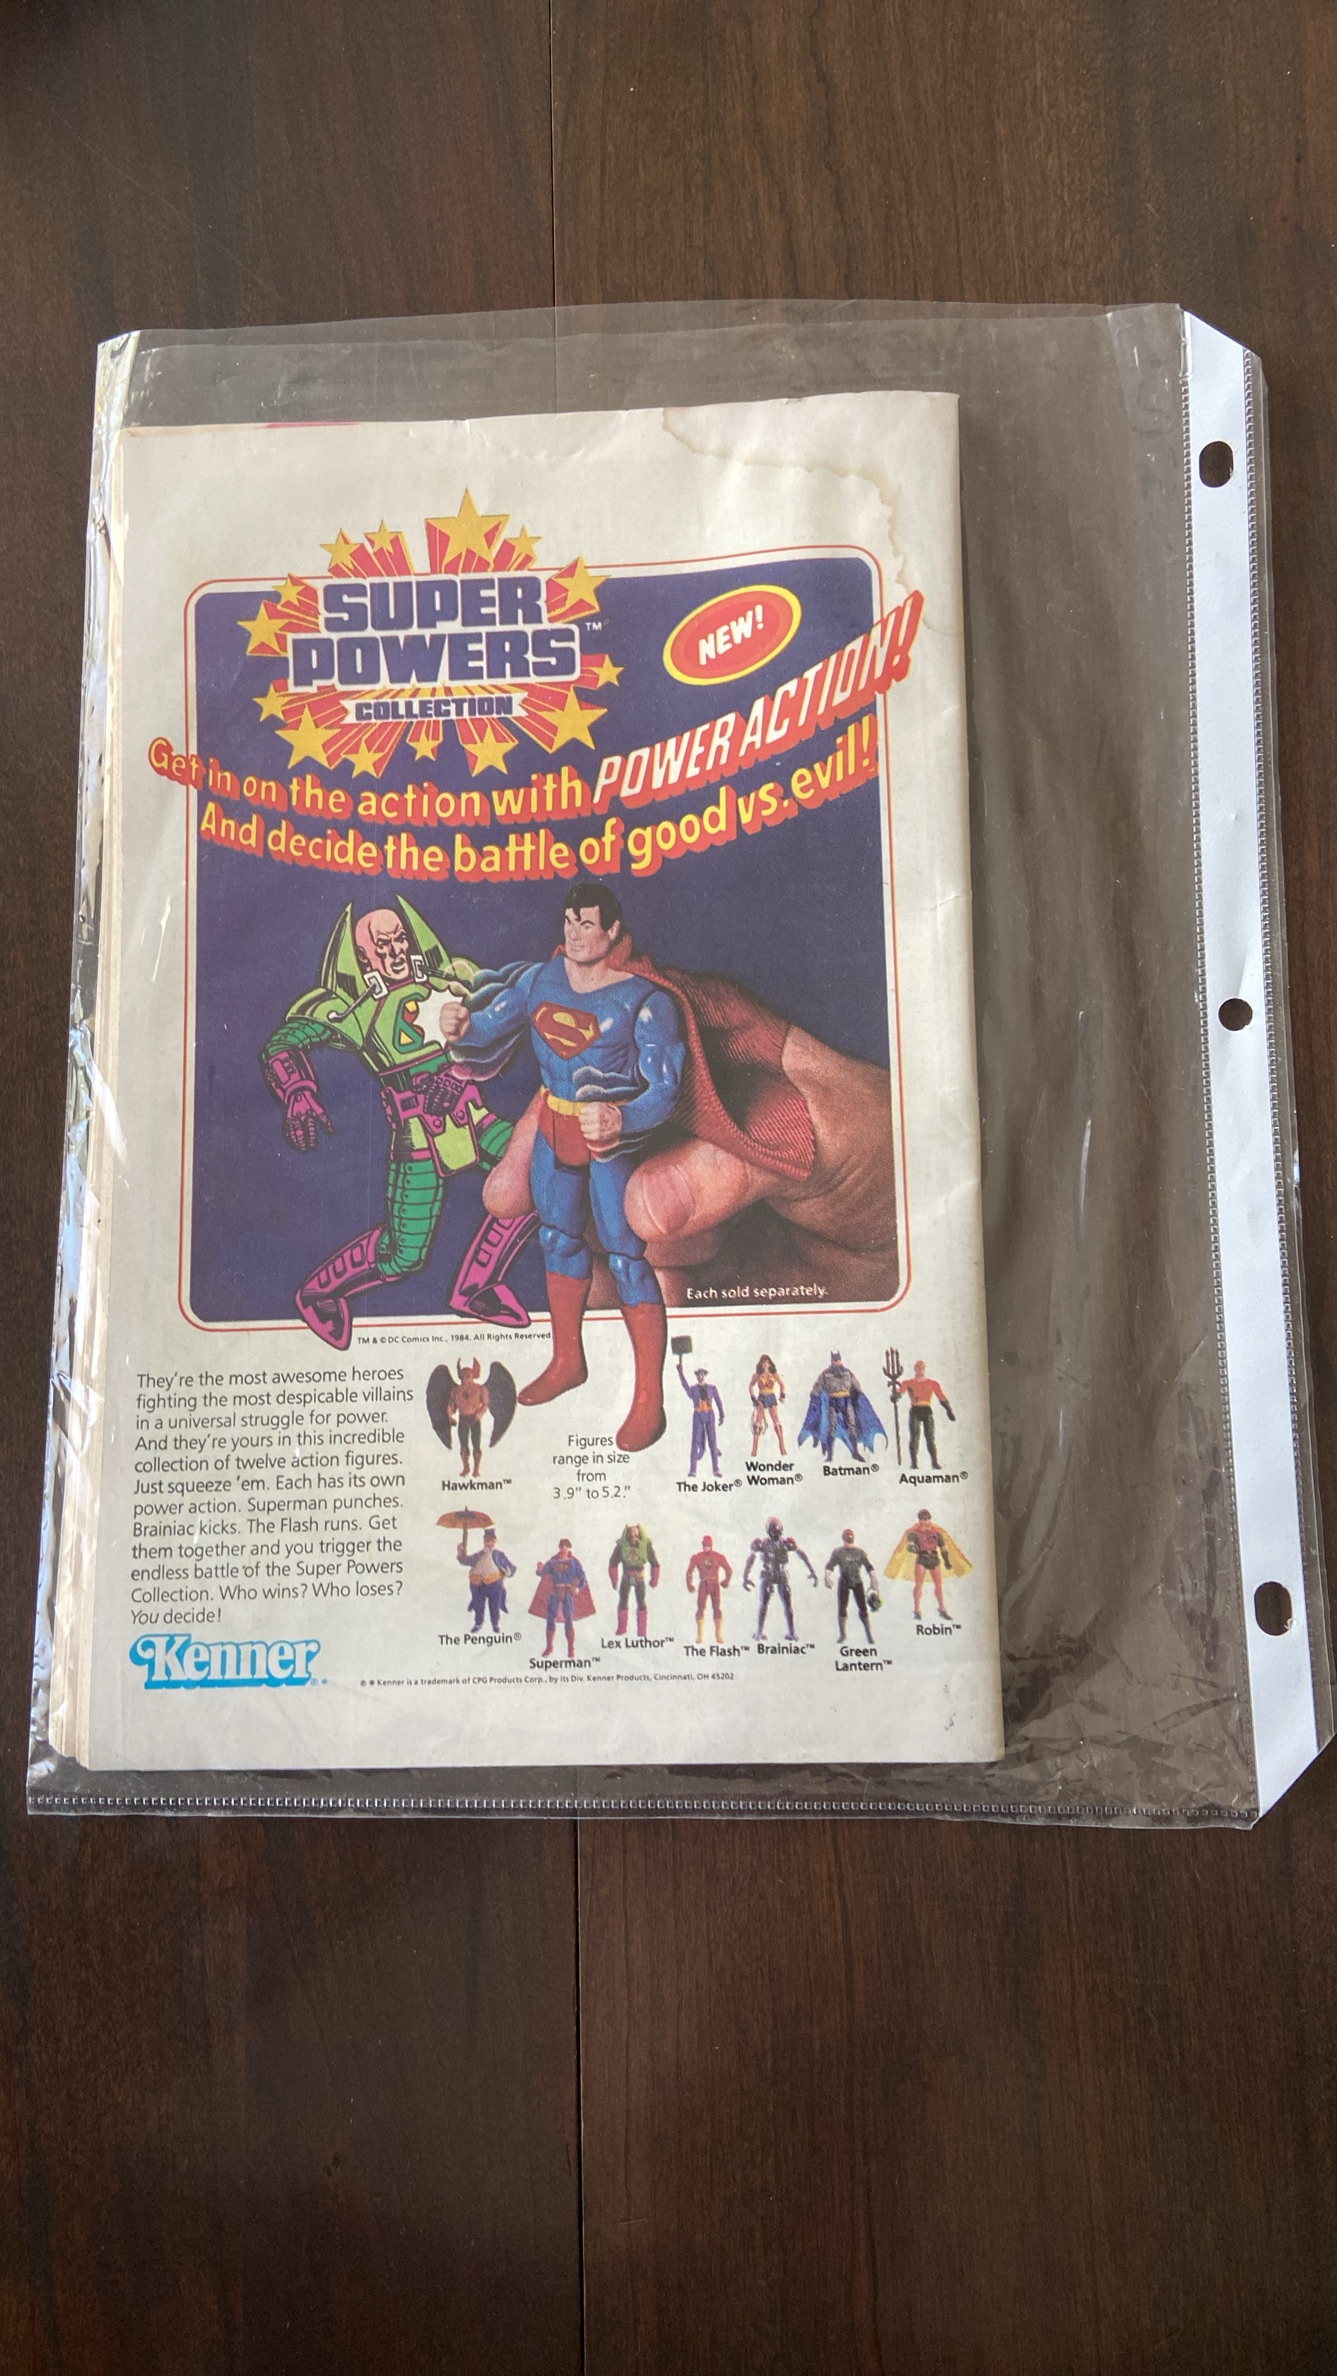 SUPER
POWERS™
COLLECTION
NEW!
Get in on the action with POWER ACTION!
And decide the battle of good vs. evil!
Each sold separately.
TM & © DC Comics Inc., 1984. All Rights Reserved
They're the most awesome heroes
fighting the most despicable villains
in a universal struggle for power.
And they're yours in this incredible
collection of twelve action figures.
Just squeeze 'em. Each has its own
power action. Superman punches.
Brainiac kicks. The Flash runs. Get
them together and you trigger the
endless battle of the Super Powers
Collection. Who wins? Who loses?
You decide!
Hawkman™
Figures
range in size
from
3.9" to 5.2."
The Joker®
Wonder
Woman®
Batman®
Aquaman®
The Penguin®
Superman™
Lex Luthor™
The Flash™
Brainiac™
Green
Lantern™
Robin™
Kenner®*
®* Kenner is a trademark of CPG Products Corp., by its Div. Kenner Products, Cincinnati, OH 45202